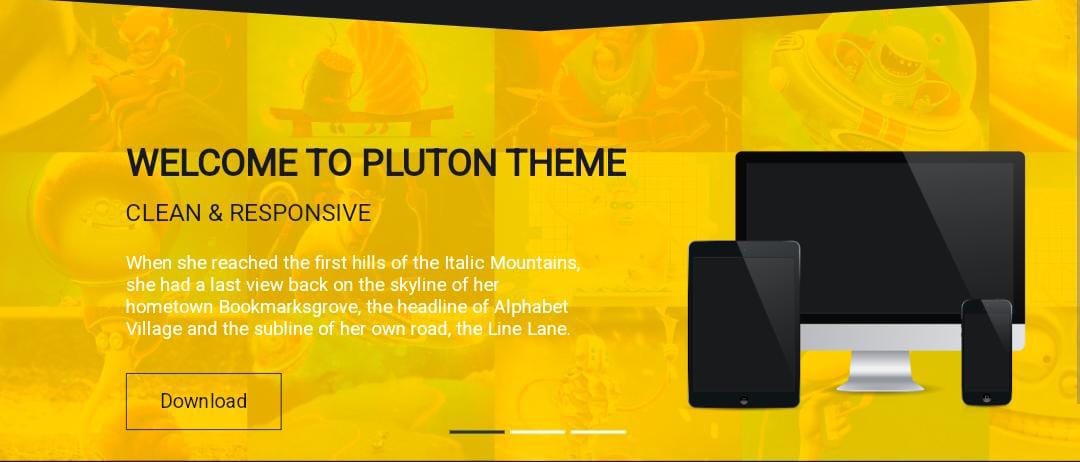 WELCOME TO PLUTON THEME
CLEAN & RESPONSIVE
When she reached the first hills of the Italic Mountains,
she had a last view back on the skyline of her
hometown Bookmarksgrove, the headline of Alphabet
Village and the subline of her own road, the Line Lane.
Download